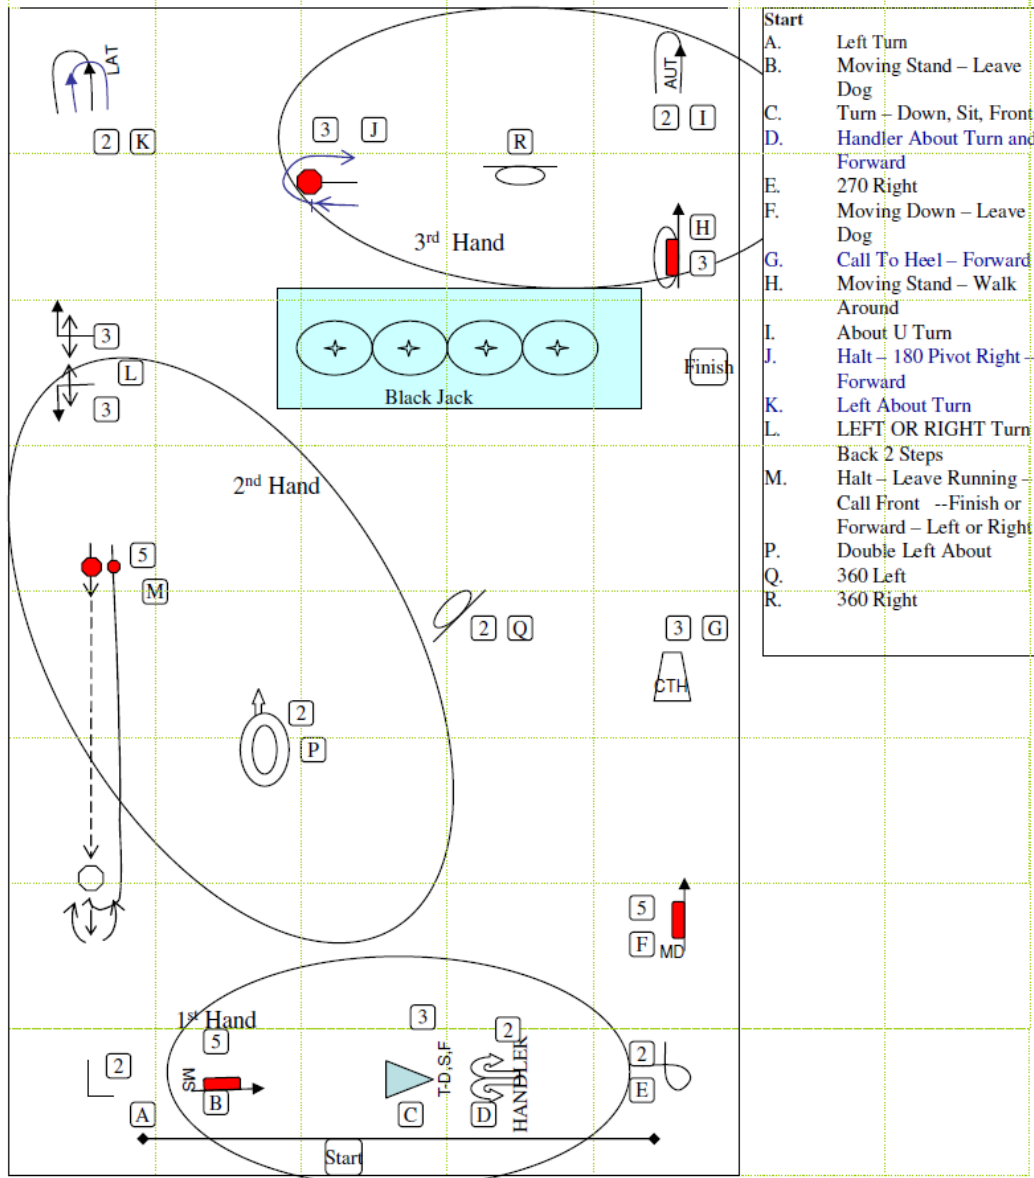 LAT
2 K
3 J
R
AUT
2 I
3rd Hand
H
3
3
L
3
Black Jack
Finish
2nd Hand
5
M
2 Q
3 G
CTH
2
P
5
F MD
1st Hand
5
MS
B
2
A
3
T-D,S,F
C
2
HANDLER
D
2
E
Start
Start
A. Left Turn
B. Moving Stand – Leave
Dog
C. Turn – Down, Sit, Front
D. Handler About Turn and
Forward
E. 270 Right
F. Moving Down – Leave
Dog
G. Call To Heel – Forward
H. Moving Stand – Walk
Around
I. About U Turn
J. Halt – 180 Pivot Right –
Forward
K. Left About Turn
L. LEFT OR RIGHT Turn
Back 2 Steps
M. Halt – Leave Running –
Call Front --Finish or
Forward – Left or Right
P. Double Left About
Q. 360 Left
R. 360 Right